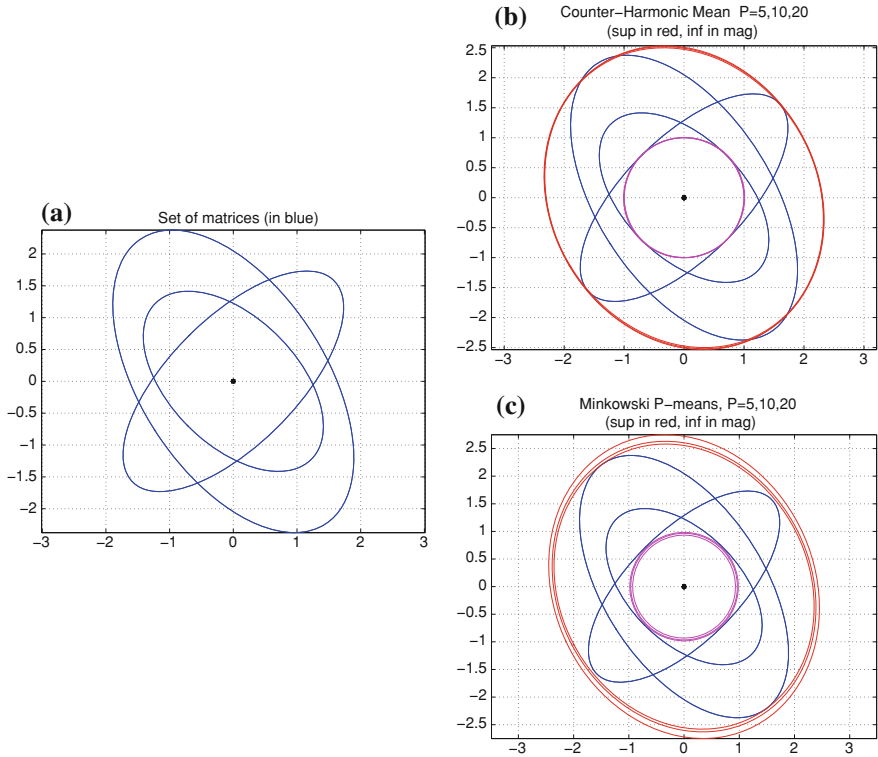 (a)
Set of matrices (in blue)
2
1.5
1
0.5
0
−0.5
−1
−1.5
−2
−3 −2 −1 0 1 2 3
(b)
Counter−Harmonic Mean P=5,10,20
(sup in red, inf in mag)
2.5
2
1.5
1
0.5
0
−0.5
−1
−1.5
−2
−2.5
−3 −2 −1 0 1 2 3
(c)
Minkowski P−means, P=5,10,20
(sup in red, inf in mag)
2.5
2
1.5
1
0.5
0
−0.5
−1
−1.5
−2
−2.5
−3 −2 −1 0 1 2 3